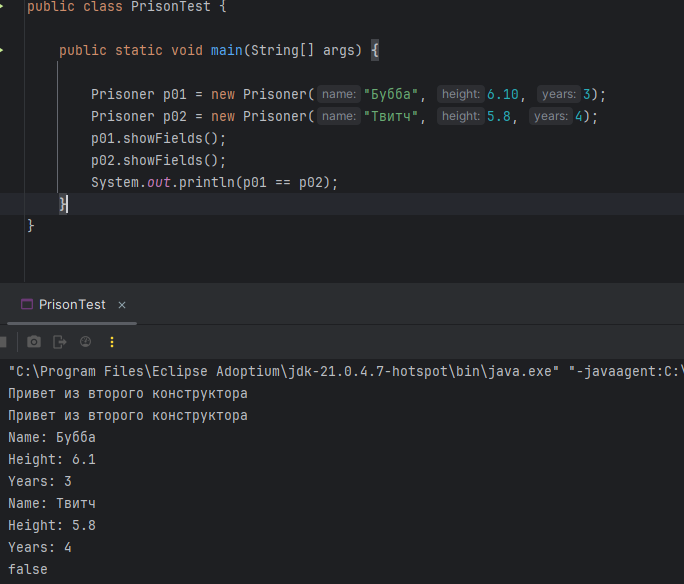 public class PrisonTest {
public static void main(String[] args) {
Prisoner p01 = new Prisoner( name: "Бубба", height: 6.10, years: 3);
Prisoner p02 = new Prisoner( name: "Твитч", height: 5.8, years: 4);
p01.showFields();
p02.showFields();
System.out.println(p01 == p02);
}
}
PrisonTest ×
"C:\Program Files\Eclipse Adoptium\jdk-21.0.4.7-hotspot\bin\java.exe" "-javaagent:C:\
Привет из второго конструктора
Привет из второго конструктора
Name: Бубба
Height: 6.1
Years: 3
Name: Твитч
Height: 5.8
Years: 4
false